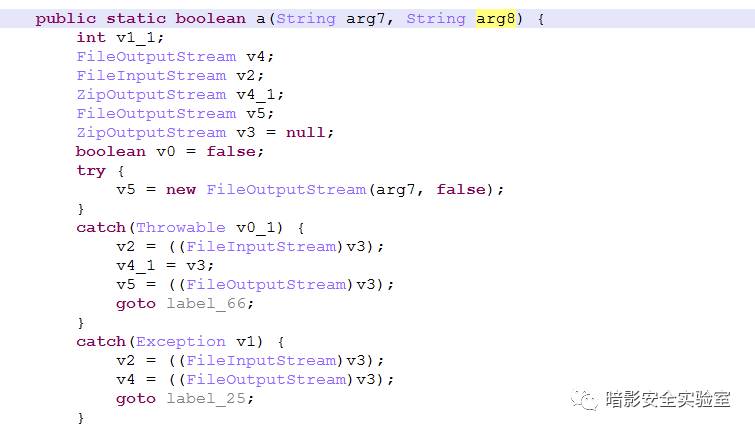 public static boolean a(String arg7, String arg8) {
int v1_1;
FileOutputStream v4;
FileInputStream v2;
ZipOutputStream v4_1;
FileOutputStream v5;
ZipOutputStream v3 = null;
boolean v0 = false;
try {
v5 = new FileOutputStream(arg7, false);
}
catch(Throwable v0_1) {
v2 = ((FileInputStream)v3);
v4_1 = v3;
v5 = ((FileOutputStream)v3);
goto label_66;
}
catch(Exception v1) {
v2 = ((FileInputStream)v3);
v4 = ((FileOutputStream)v3);
goto label_25;
}
暗影安全实验室